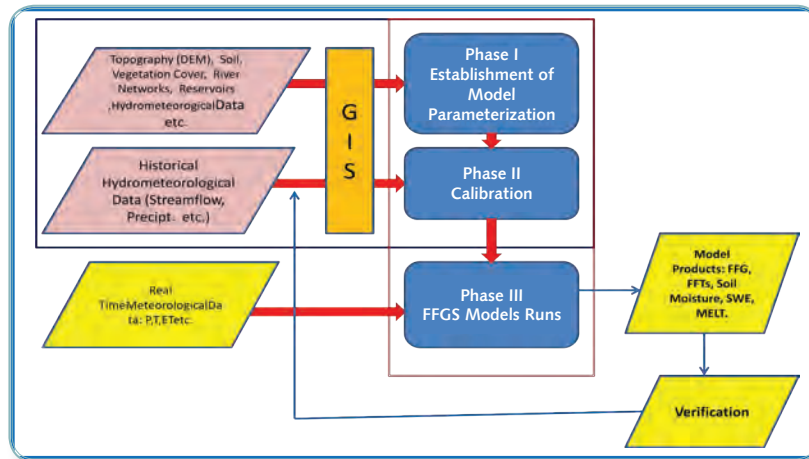 Topography (DEM), Soil,
Vegetation Cover, River
Networks, Reservoirs
,HydrometeorogicalData
etc.
Historical
Hydrometeorological
Data (Streamflow,
Precipt. etc.)
G
I
S
Phase I
Establishment of
Model
Parameterization
Phase II
Calibration
Real
TimeMeteorologicalDa
ta: P,T,ETetc.
Phase III
FFGS Models Runs
Model
Products: FFG,
FFTs, Soil
Moisture, SWE,
MELT.
Verification